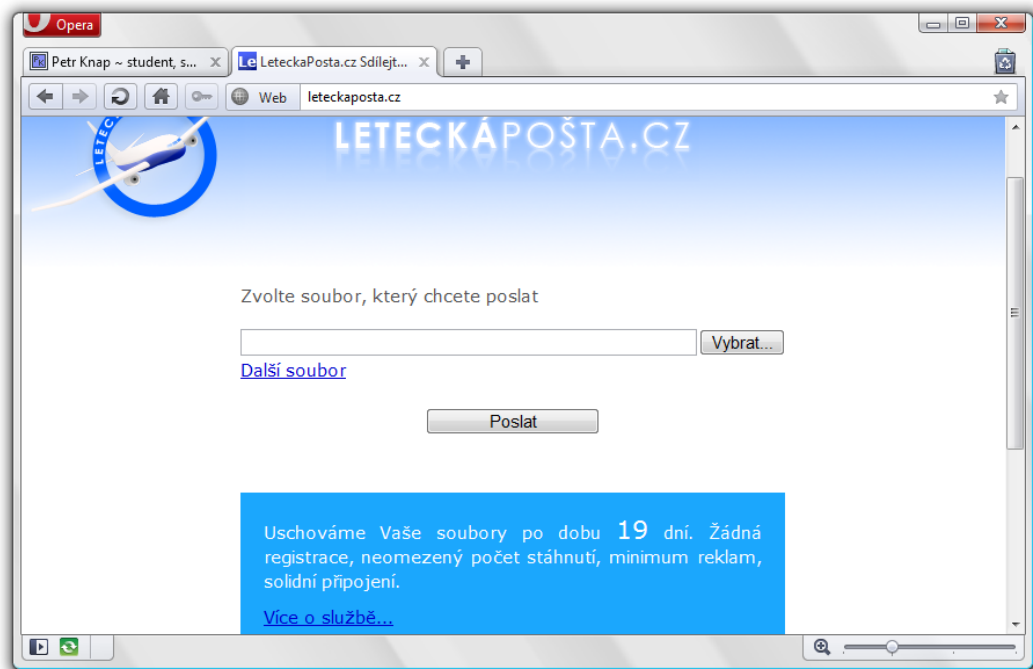 Opera
Petr Knap ~ student, s...
Le LeteckaPosta.cz Sdílejt...
Web leteckaposta.cz
LETECKÁPOŠTA.CZ
Zvolte soubor, který chcete poslat
Vybrat...
Další soubor
Poslat
Uschováme Vaše soubory po dobu 19 dní. Žádná
registrace, neomezený počet stáhnutí, minimum reklam,
solidní připojení.
Více o službě...